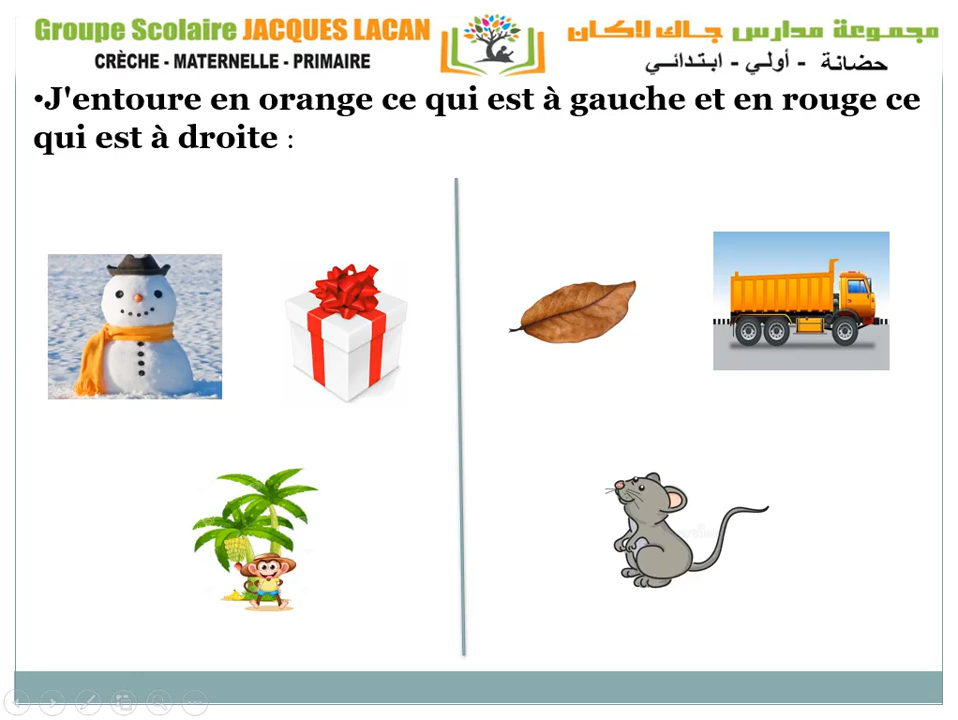 Groupe Scolaire JACQUES LACAN
CRÈCHE - MATERNELLE - PRIMAIRE
مجموعة مدارس جاك لاكان
حضانة - أولي - ابتدائي
•J'entoure en orange ce qui est à gauche et en rouge ce
qui est à droite :